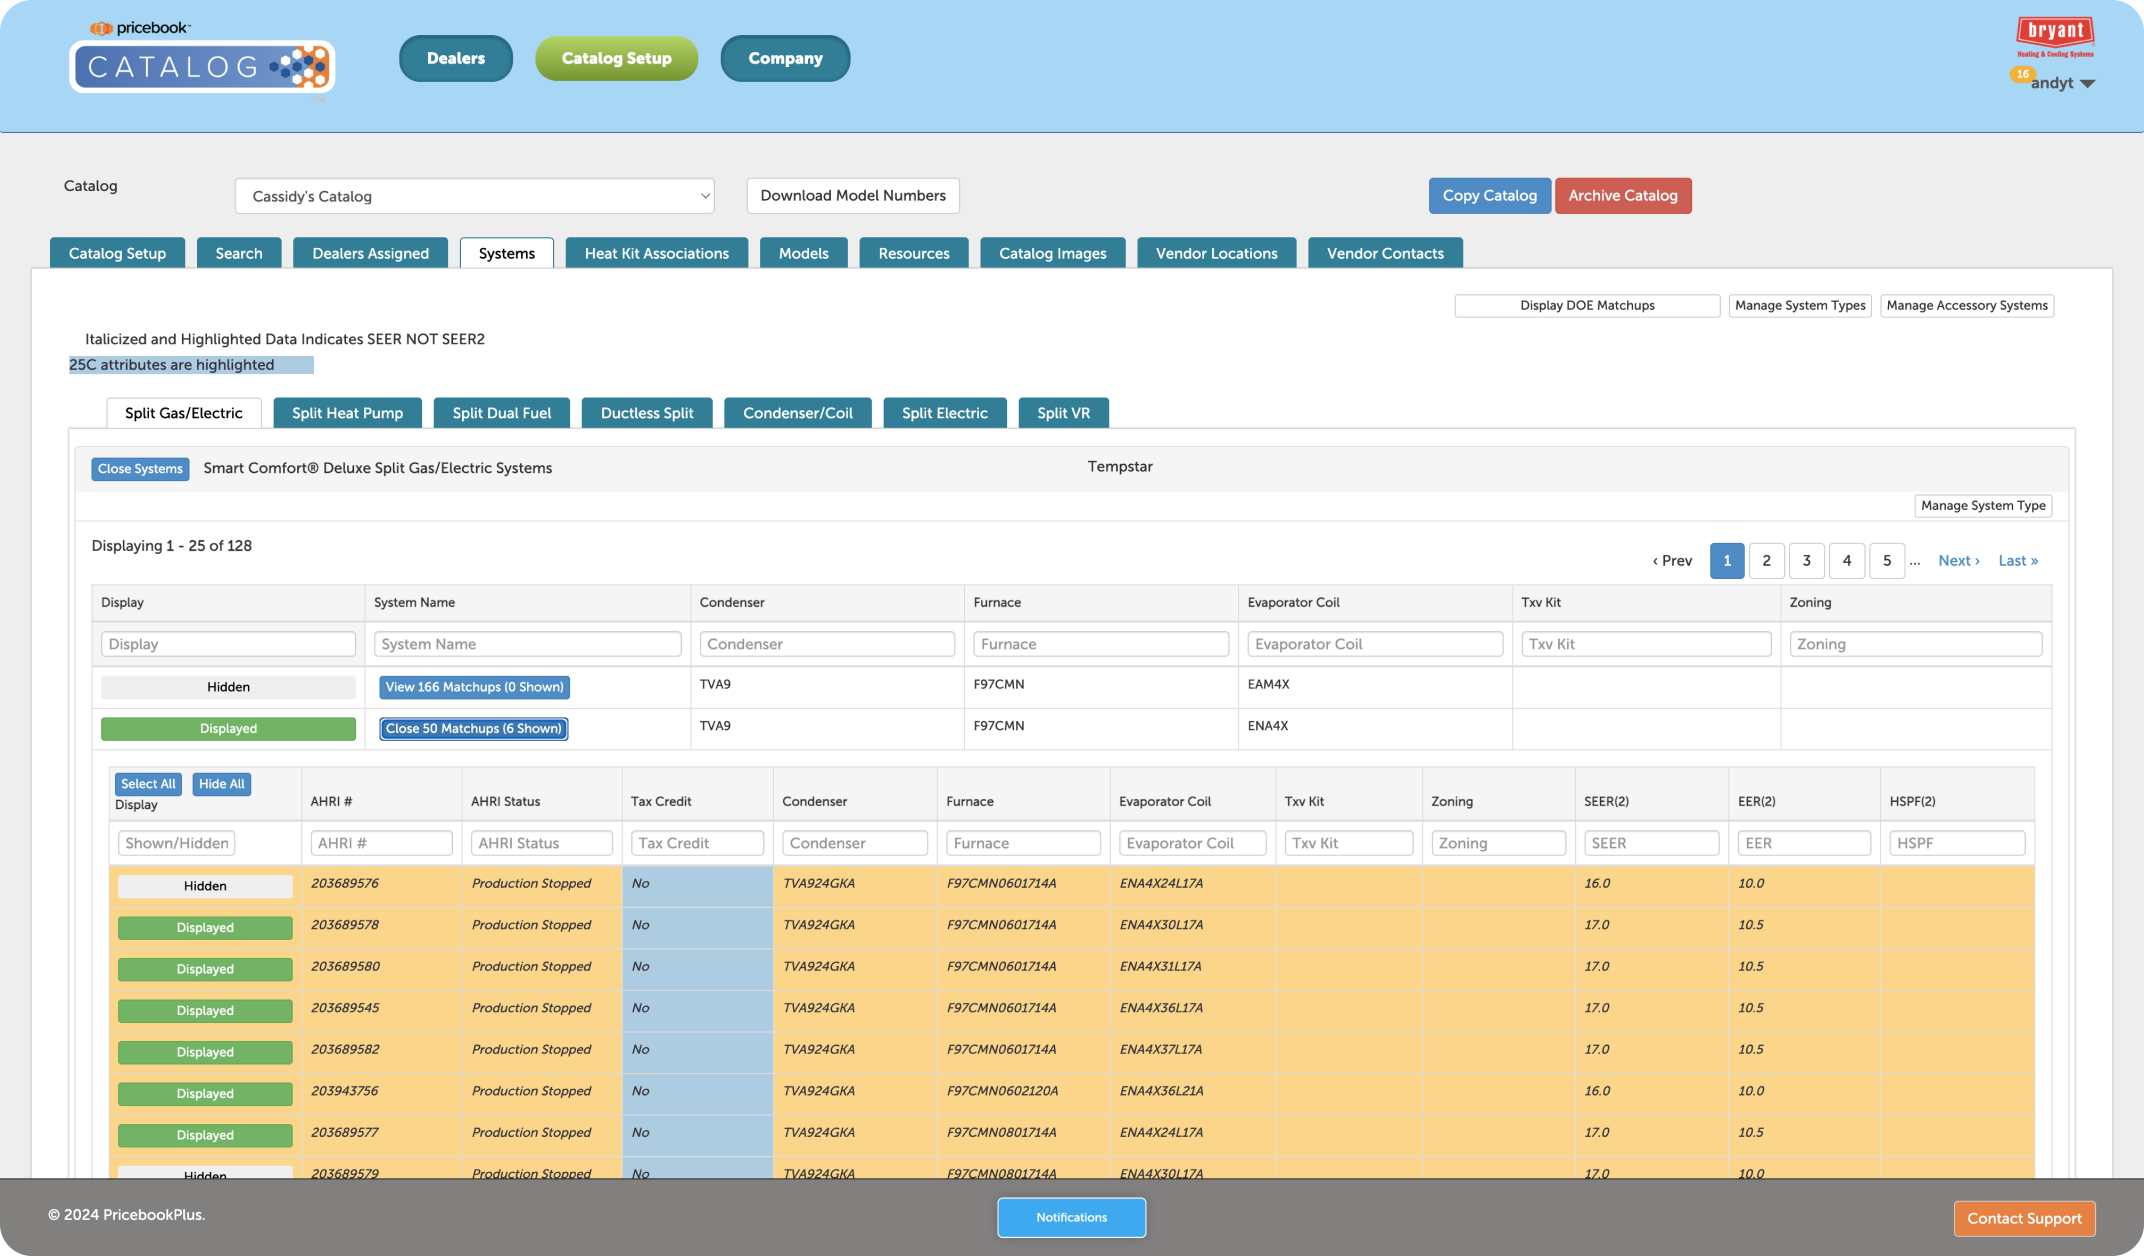 pricebook™
CATALOG
TM
Dealers
Catalog Setup
Company
bryant
Heating & Cooling Systems
16
andyt
Catalog
Cassidy's Catalog
Download Model Numbers
Copy Catalog
Archive Catalog
Catalog Setup Search Dealers Assigned Systems Heat Kit Associations Models Resources Catalog Images Vendor Locations Vendor Contacts
Display DOE Matchups Manage System Types Manage Accessory Systems
Italicized and Highlighted Data Indicates SEER NOT SEER2
25C attributes are highlighted
Split Gas/Electric Split Heat Pump Split Dual Fuel Ductless Split Condenser/Coil Split Electric Split VR
Close Systems Smart Comfort® Deluxe Split Gas/Electric Systems Tempstar
Manage System Type
Displaying 1 - 25 of 128
‹ Prev 1 2 3 4 5 ... Next › Last »
Display System Name Condenser Furnace Evaporator Coil Txv Kit Zoning
Display System Name Condenser Furnace Evaporator Coil Txv Kit Zoning
Hidden View 166 Matchups (0 Shown) TVA9 F97CMN EAM4X
Displayed Close 50 Matchups (6 Shown) TVA9 F97CMN ENA4X
Select All Hide All
Display AHRI # AHRI Status Tax Credit Condenser Furnace Evaporator Coil Txv Kit Zoning SEER(2) EER(2) HSPF(2)
Shown/Hidden AHRI # AHRI Status Tax Credit Condenser Furnace Evaporator Coil Txv Kit Zoning SEER EER HSPF
Hidden 203689576 Production Stopped No TVA924GKA F97CMN0601714A ENA4X24L17A 16.0 10.0
Displayed 203689578 Production Stopped No TVA924GKA F97CMN0601714A ENA4X30L17A 17.0 10.5
Displayed 203689580 Production Stopped No TVA924GKA F97CMN0601714A ENA4X31L17A 17.0 10.5
Displayed 203689545 Production Stopped No TVA924GKA F97CMN0601714A ENA4X36L17A 17.0 10.5
Displayed 203689582 Production Stopped No TVA924GKA F97CMN0601714A ENA4X37L17A 17.0 10.5
Displayed 203943756 Production Stopped No TVA924GKA F97CMN0602120A ENA4X36L21A 16.0 10.0
Displayed 203689577 Production Stopped No TVA924GKA F97CMN0801714A ENA4X24L17A 17.0 10.5
Hidden 203689579 Production Stopped No TVA924GKA F97CMN0801714A ENA4X30L17A 17.0 10.0
© 2024 PricebookPlus.
Notifications
Contact Support